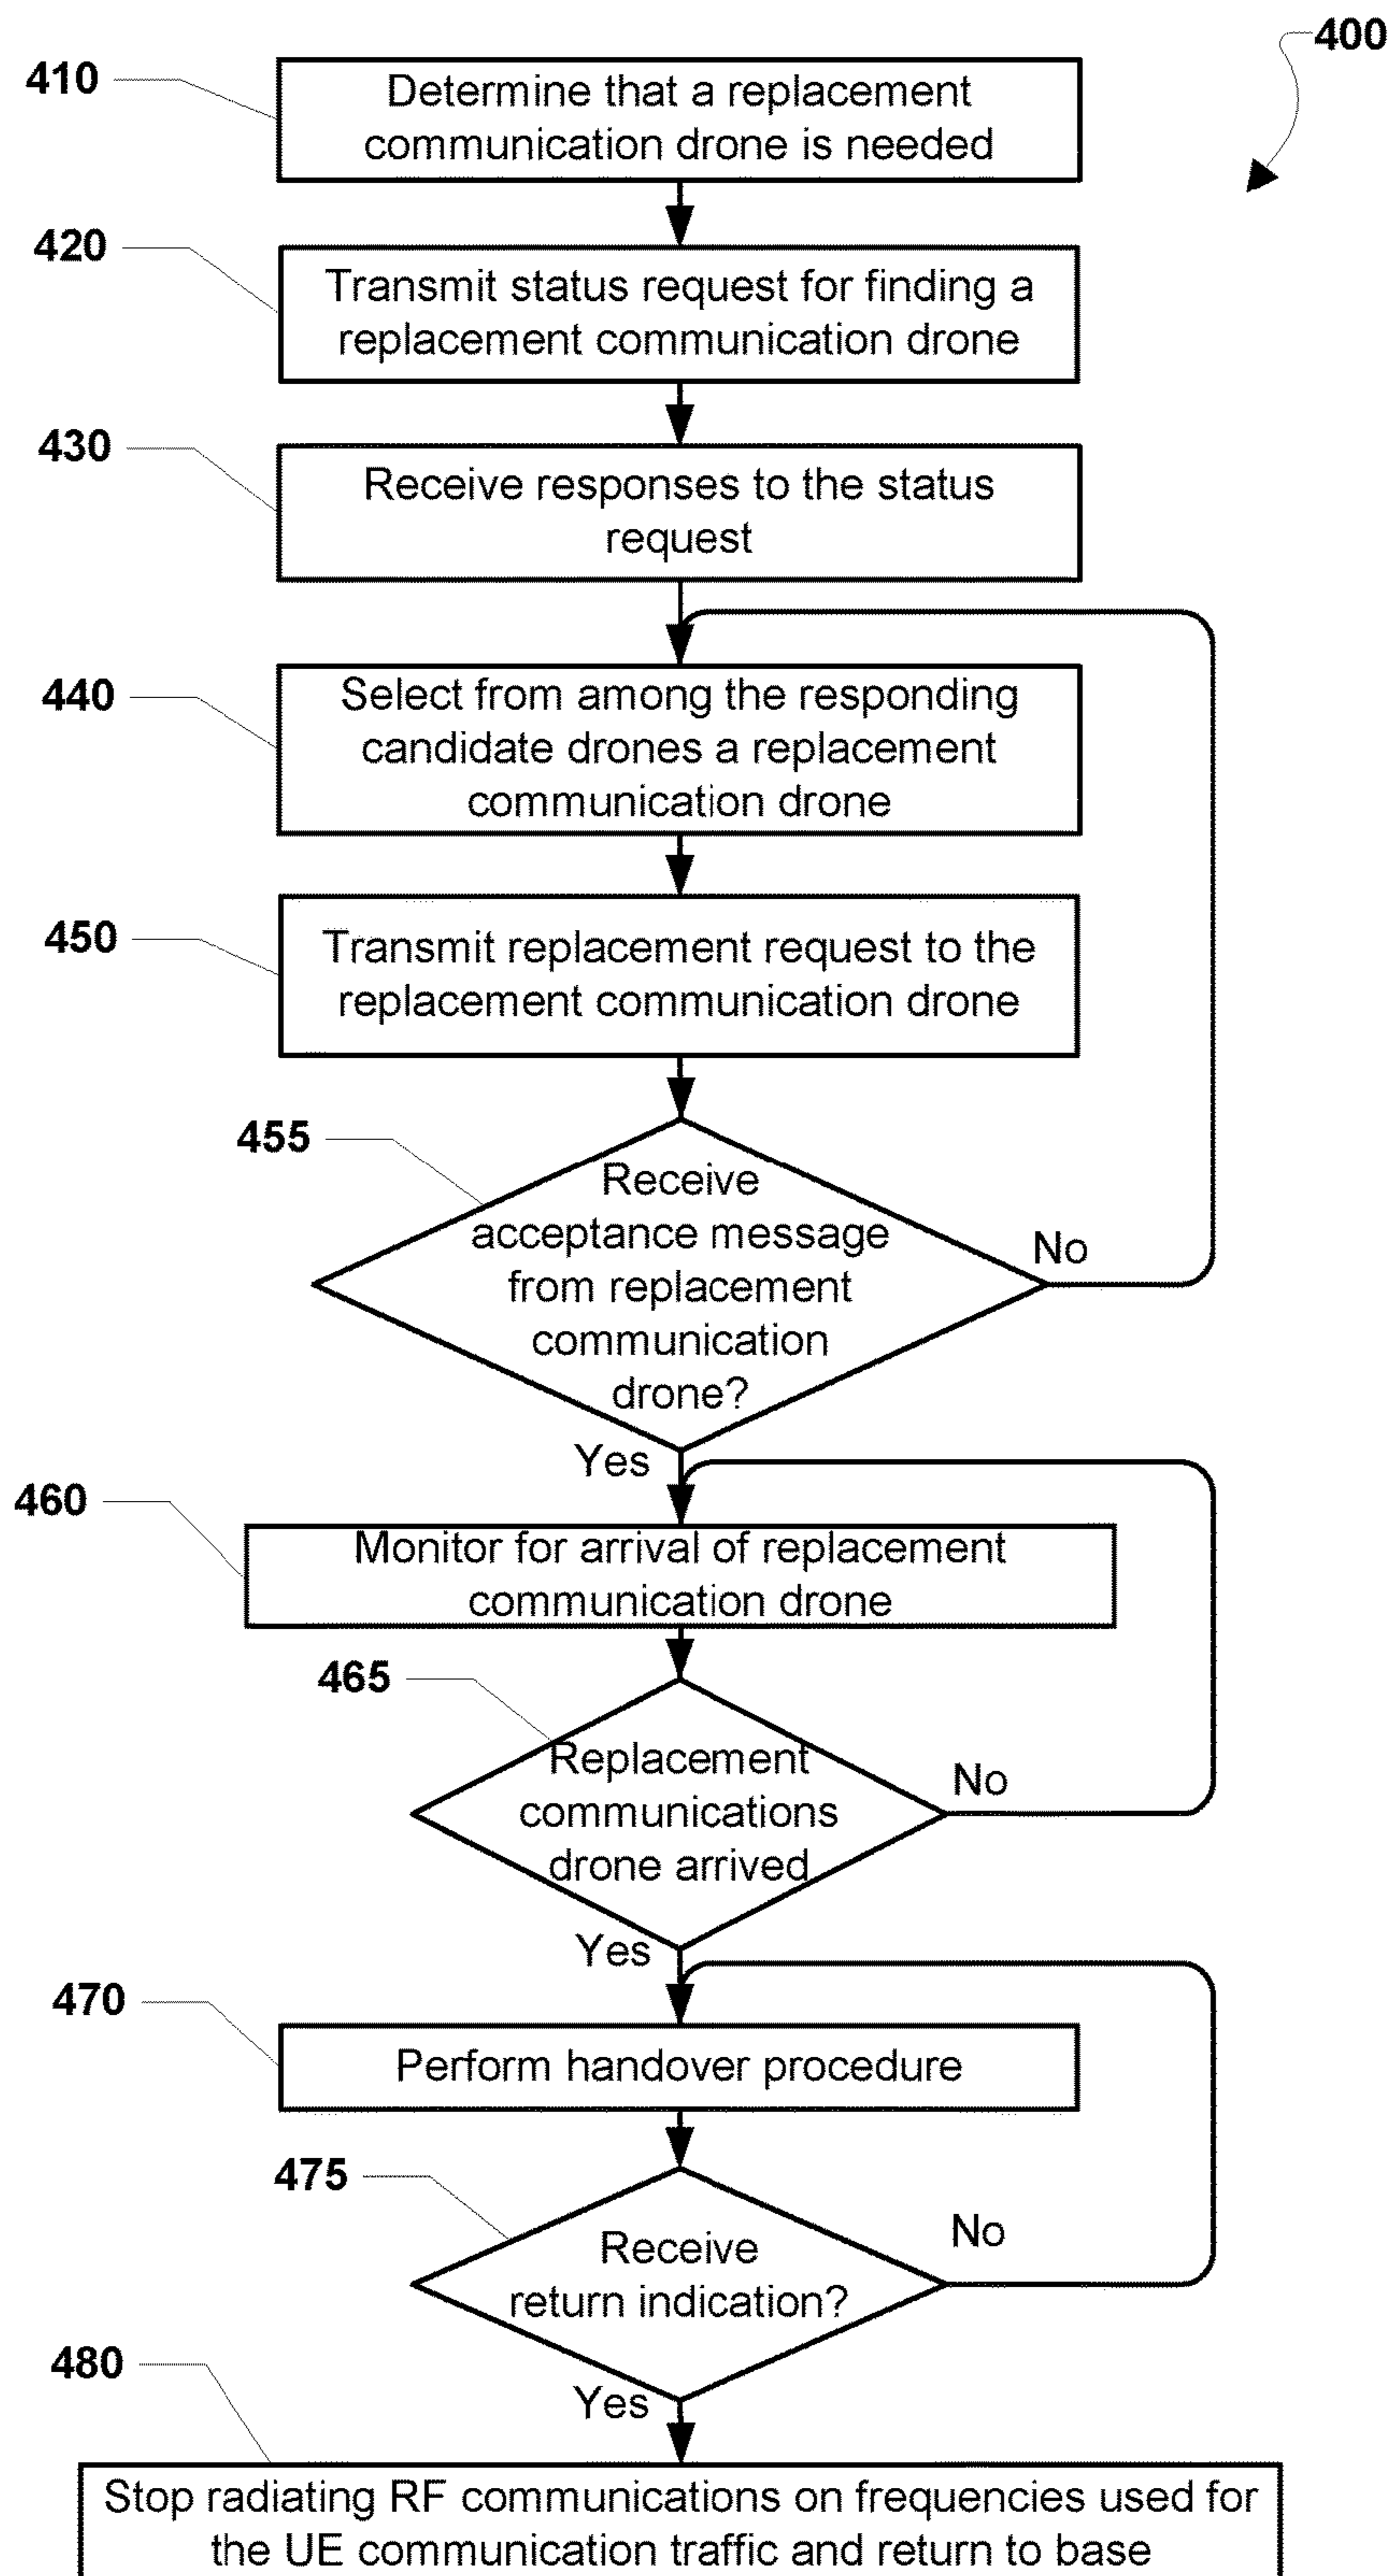 400
410
Determine that a replacement
communication drone is needed
420
Transmit status request for finding a
replacement communication drone
430
Receive responses to the status
request
440
Select from among the responding
candidate drones a replacement
communication drone
450
Transmit replacement request to the
replacement communication drone
455
Receive
acceptance message
from replacement
communication
drone?
No
Yes
460
Monitor for arrival of replacement
communication drone
465
Replacement
communications
drone arrived
No
Yes
470
Perform handover procedure
475
Receive
return indication?
No
Yes
480
Stop radiating RF communications on frequencies used for
the UE communication traffic and return to base